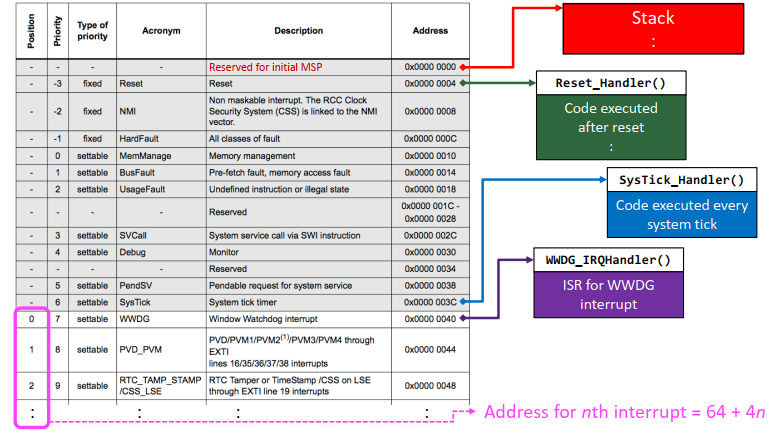 Position Priority Type of priority Acronym Description Address
- - - - Reserved for initial MSP 0x0000 0000
- -3 fixed Reset Reset 0x0000 0004
- -2 fixed NMI Non maskable interrupt. The RCC Clock Security System (CSS) is linked to the NMI vector. 0x0000 0008
- -1 fixed HardFault All classes of fault 0x0000 000C
- 0 settable MemManage Memory management 0x0000 0010
- 1 settable BusFault Pre-fetch fault, memory access fault 0x0000 0014
- 2 settable UsageFault Undefined instruction or illegal state 0x0000 0018
- - - - Reserved 0x0000 001C - 0x0000 0028
- 3 settable SVCall System service call via SWI instruction 0x0000 002C
- 4 settable Debug Monitor 0x0000 0030
- - - - Reserved 0x0000 0034
- 5 settable PendSV Pendable request for system service 0x0000 0038
- 6 settable SysTick System tick timer 0x0000 003C
0 7 settable WWDG Window Watchdog interrupt 0x0000 0040
1 8 settable PVD_PVM PVD/PVM1/PVM2(1)/PVM3/PVM4 through EXTI lines 16/35/36/37/38 interrupts 0x0000 0044
2 9 settable RTC_TAMP_STAMP /CSS_LSE RTC Tamper or TimeStamp /CSS on LSE through EXTI line 19 interrupts 0x0000 0048
: : : :
Stack
:
Reset_Handler()
Code executed
after reset
:
SysTick_Handler()
Code executed every
system tick
WWDG_IRQHandler()
ISR for WWDG
interrupt
Address for nth interrupt = 64 + 4n